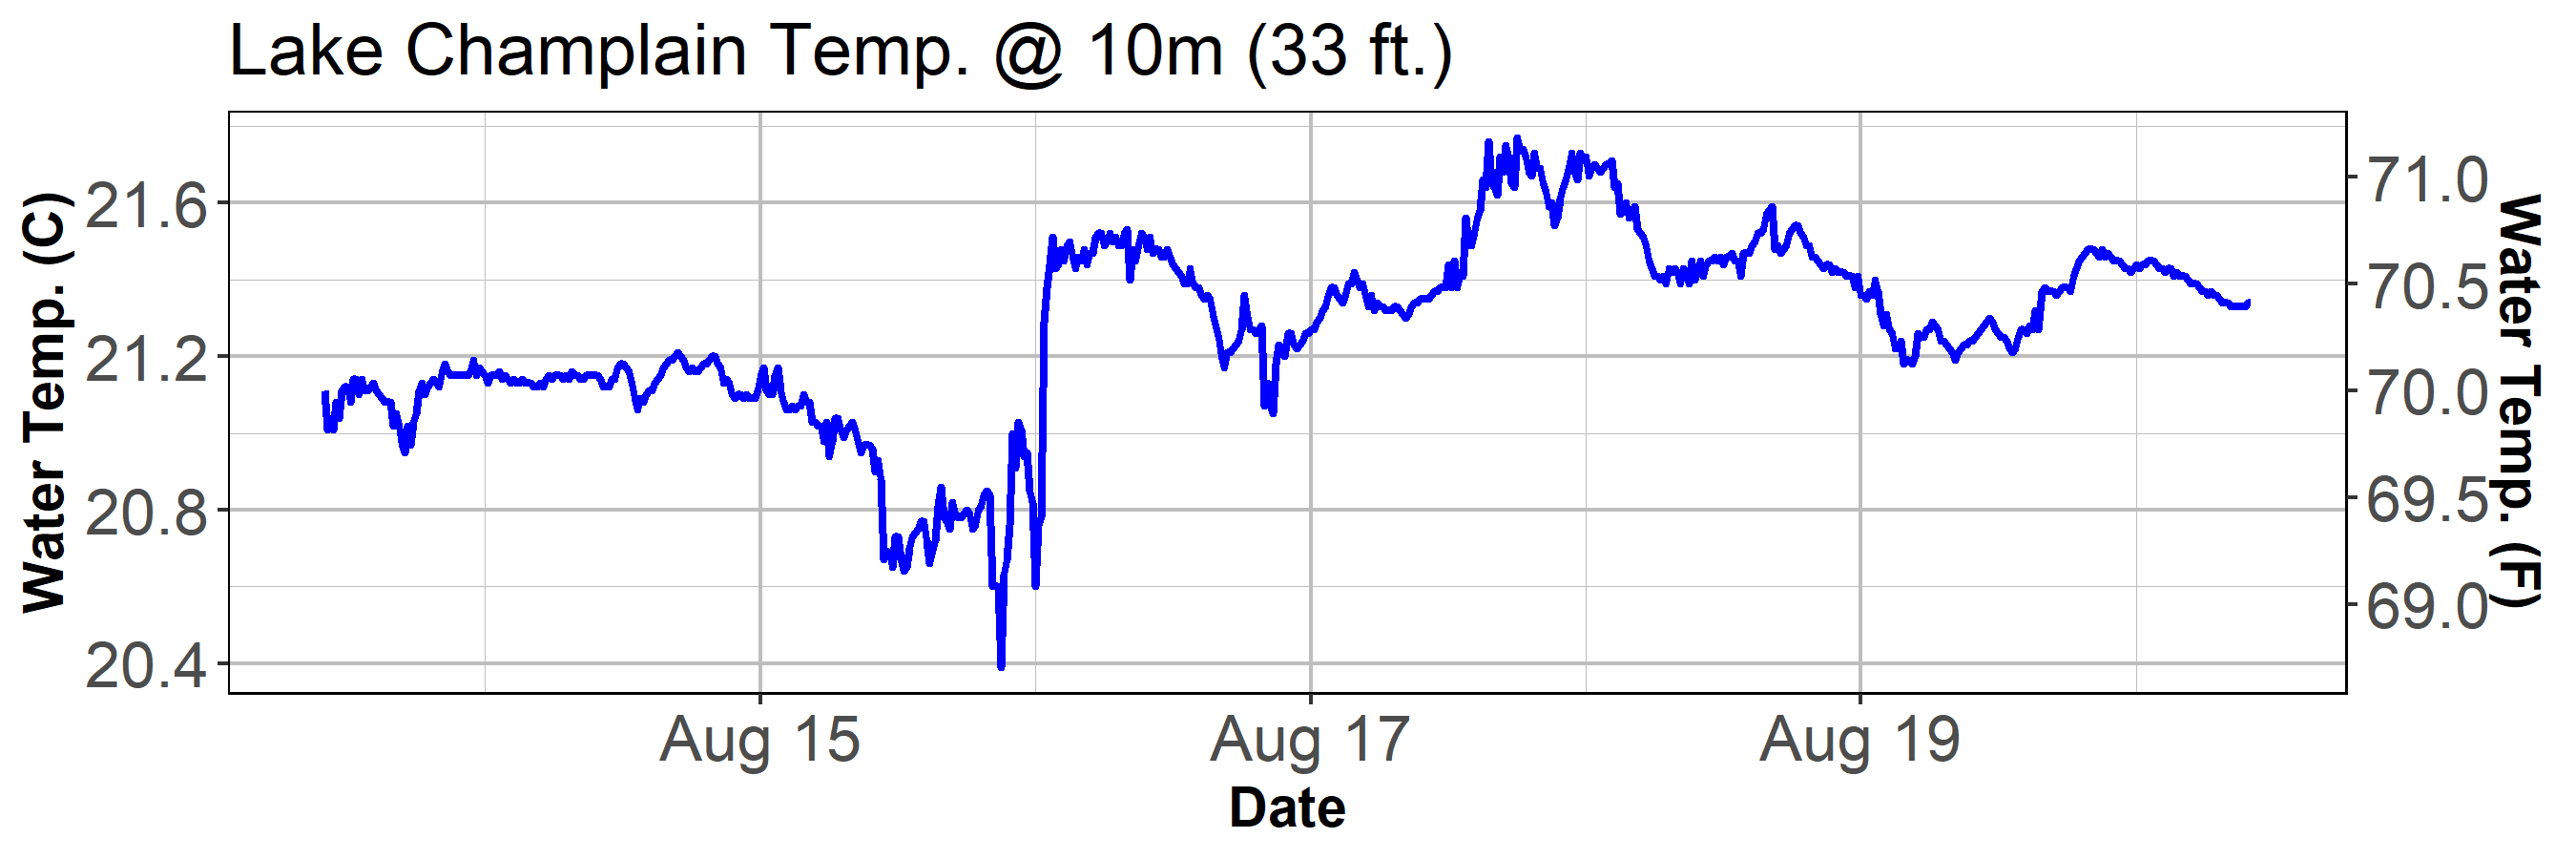 Lake Champlain Temp. @ 10m (33 ft.)
Water Temp. (C)
21.6
21.2
20.8
20.4
71.0
70.5
70.0
69.5
69.0
Water Temp. (F)
Aug 15
Aug 17
Aug 19
Date